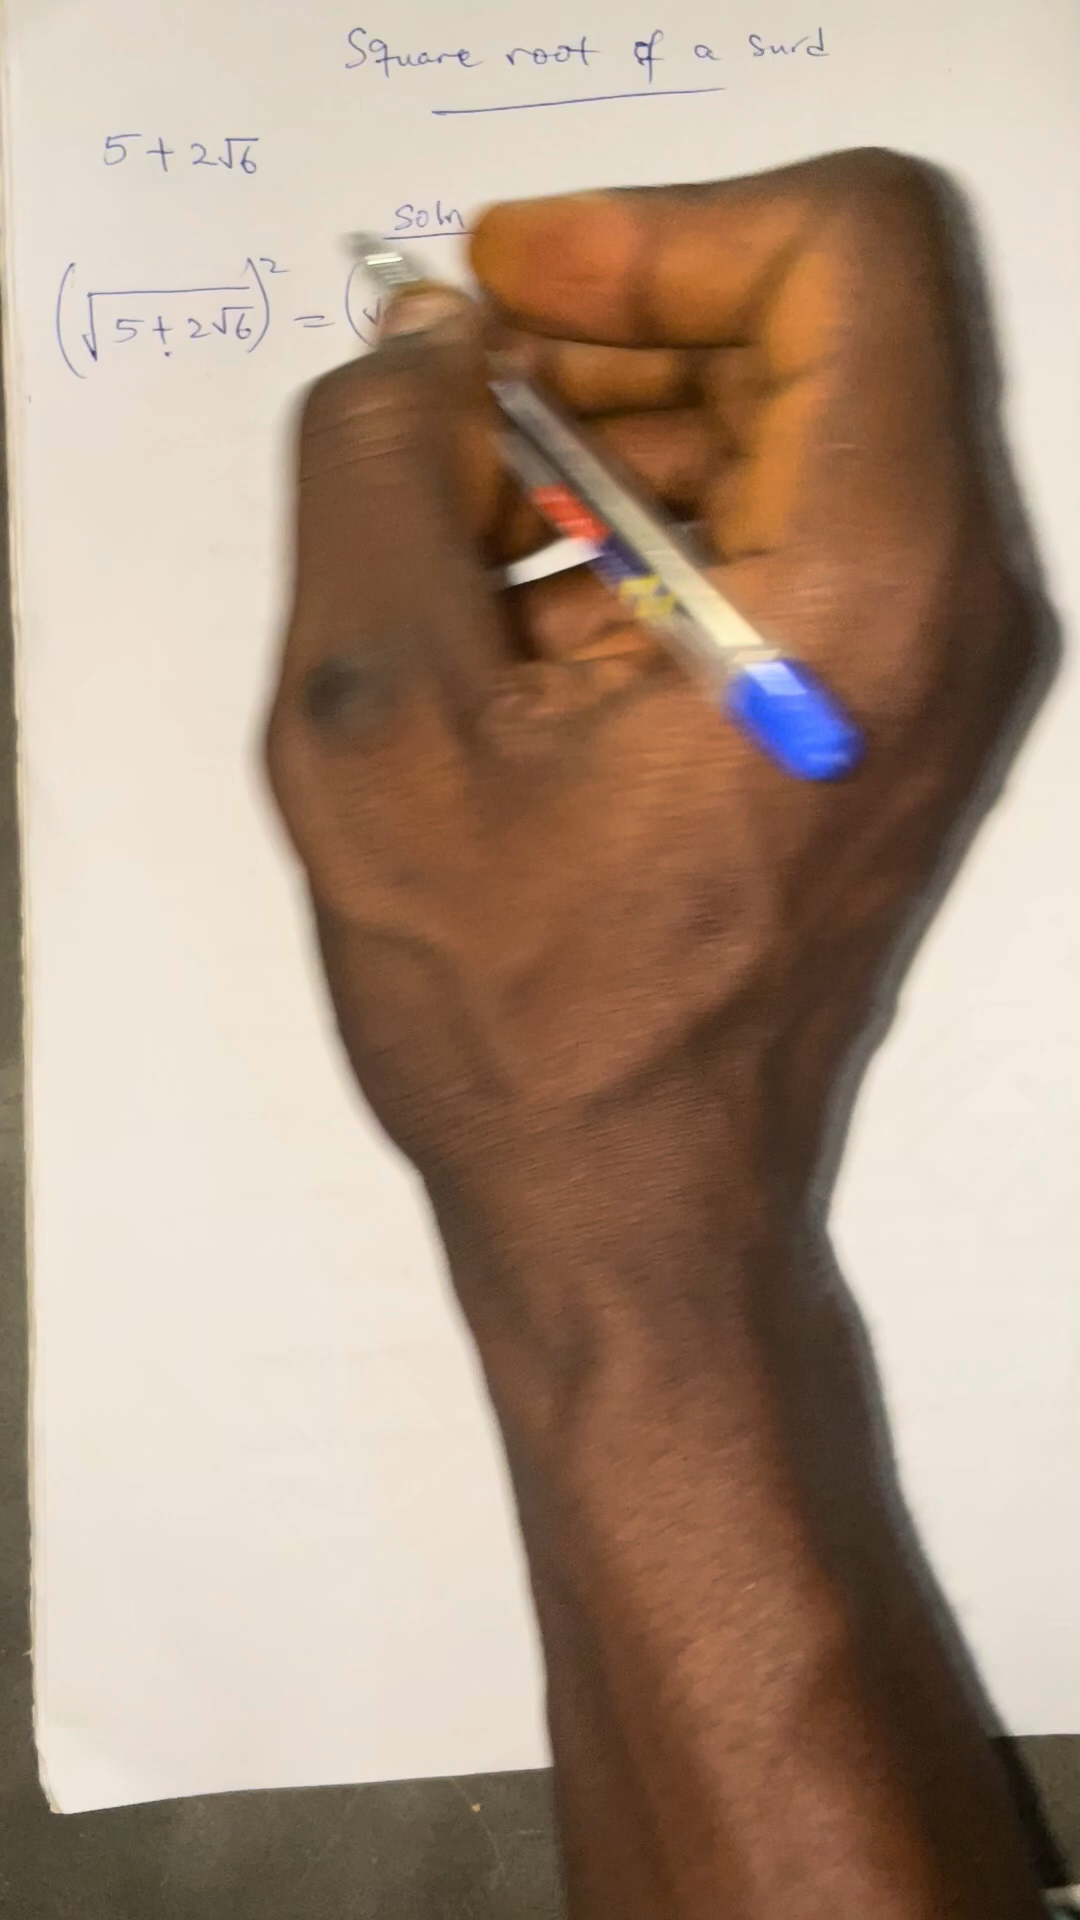 Square root of a surd
5 + 2√6
soln
(√(5 + 2√6))² = (√